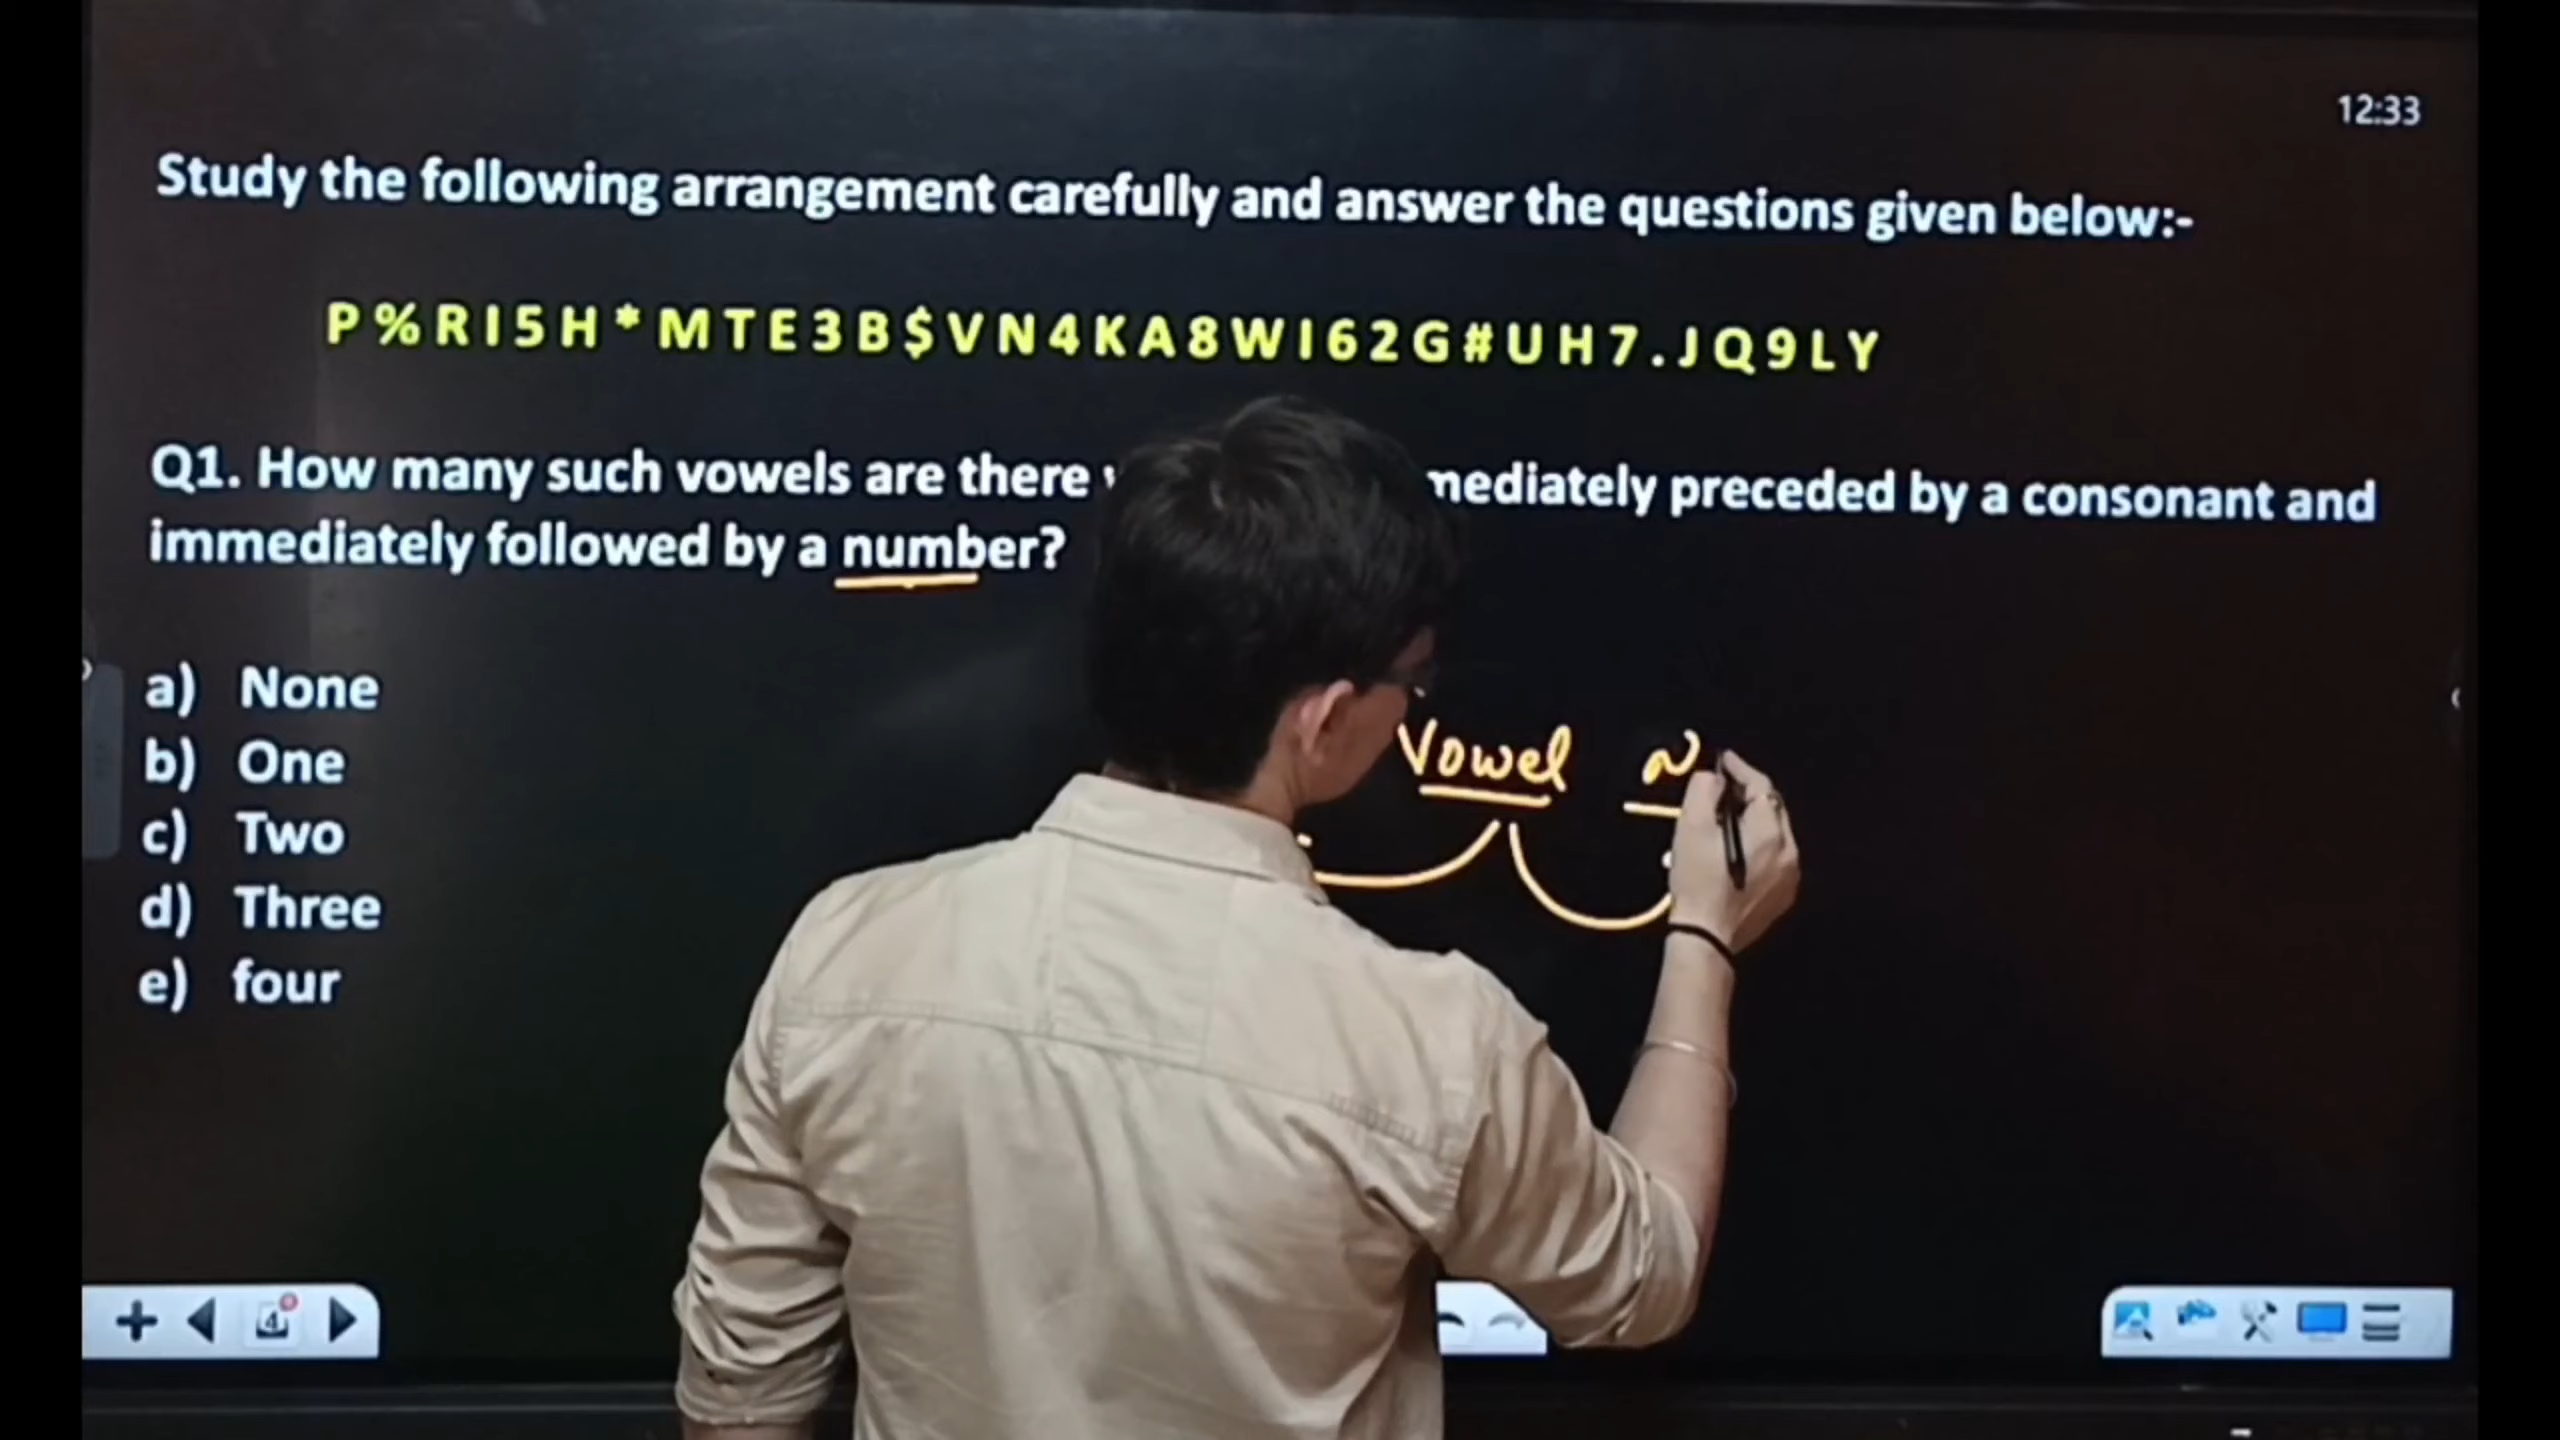 12:33
Study the following arrangement carefully and answer the questions given below:-
P % R I 5 H * M T E 3 B $ V N 4 K A 8 W I 6 2 G # U H 7 . J Q 9 L Y
Q1. How many such vowels are there mediately preceded by a consonant and
immediately followed by a number?
a) None
b) One
c) Two
d) Three
e) four
Vowel N
4